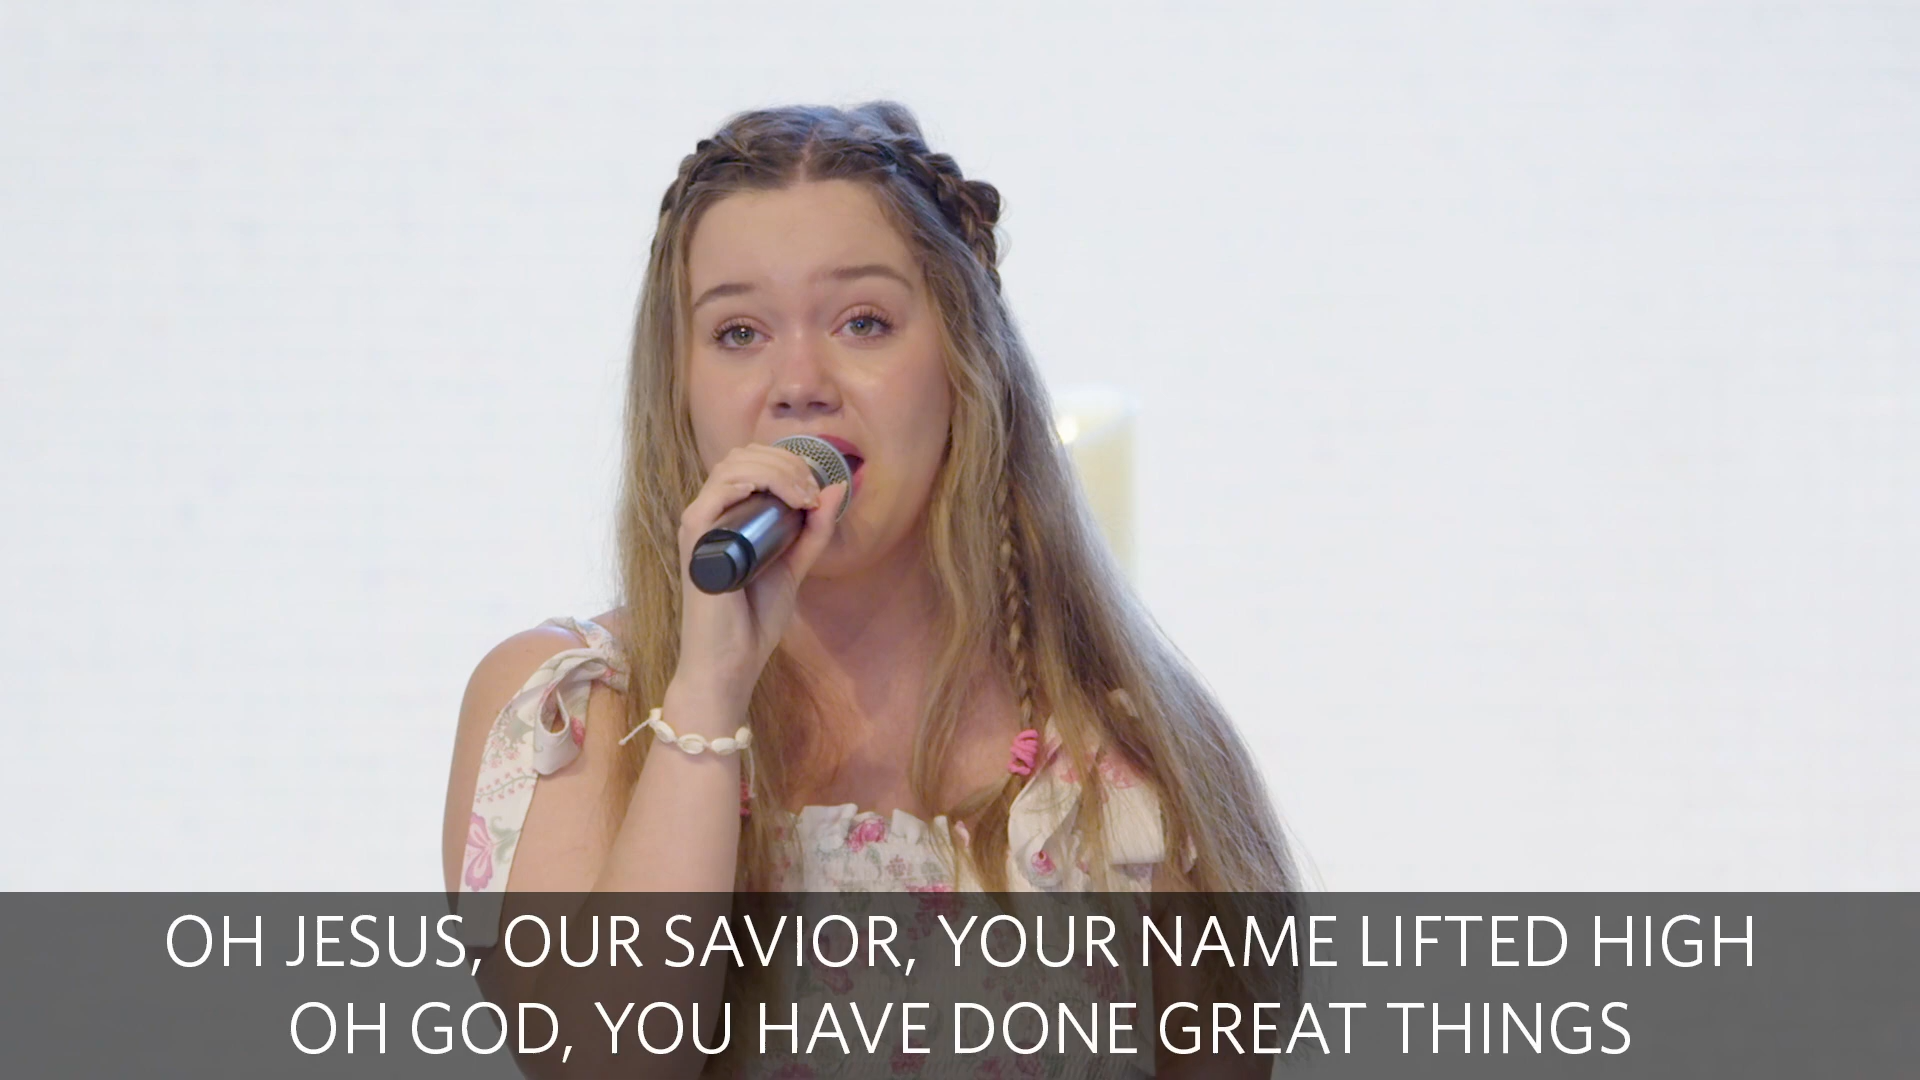 OH JESUS, OUR SAVIOR, YOUR NAME LIFTED HIGH
OH GOD, YOU HAVE DONE GREAT THINGS